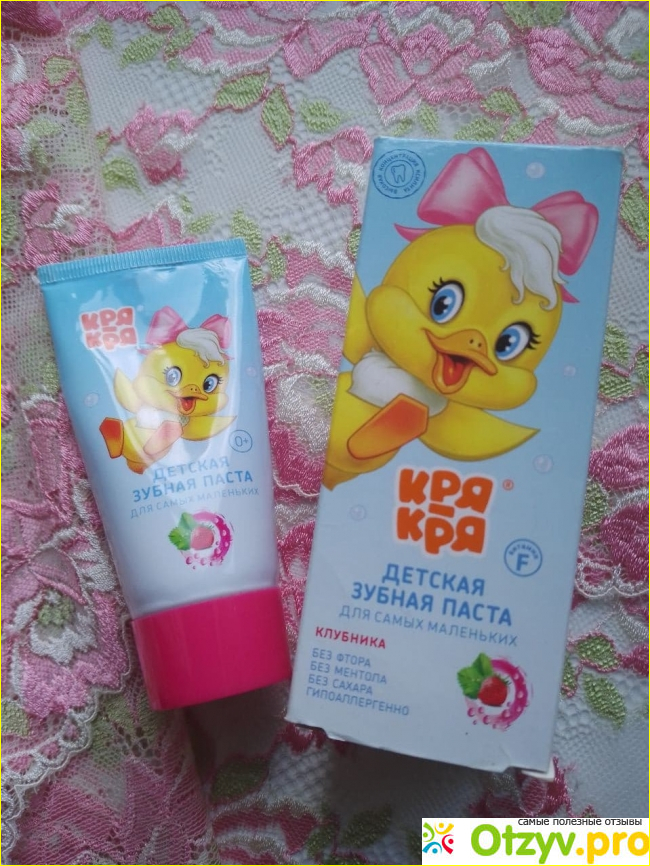 КРЯ
КРЯ
0+
ДЕТСКАЯ
ЗУБНАЯ ПАСТА
ДЛЯ САМЫХ МАЛЕНЬКИХ
КРЯ-
КРЯ
®
ВИТАМИН
F
ДЕТСКАЯ
ЗУБНАЯ ПАСТА
ДЛЯ САМЫХ МАЛЕНЬКИХ
КЛУБНИКА
БЕЗ ФТОРА
БЕЗ МЕНТОЛА
БЕЗ САХАРА
ГИПОАЛЛЕРГЕННО
самые полезные отзывы
Otzyv.pro